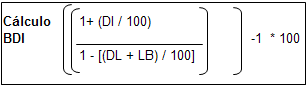 Cálculo BDI
1+ (DI / 100)
1 - [(DL + LB) / 100]
-1 * 100